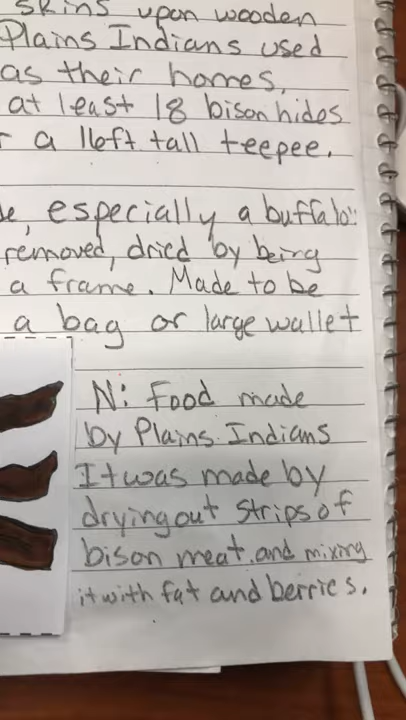 skins upon wooden
Plains Indians used
as their homes.
at least 18 bison hides
a 16ft tall teepee.
especially a buffalo's
removed, dried by being
a frame. Made to be
a bag or large wallet
N: Food made
by Plains Indians
It was made by
drying out strips of
bison meat and mixing
it with fat and berries.